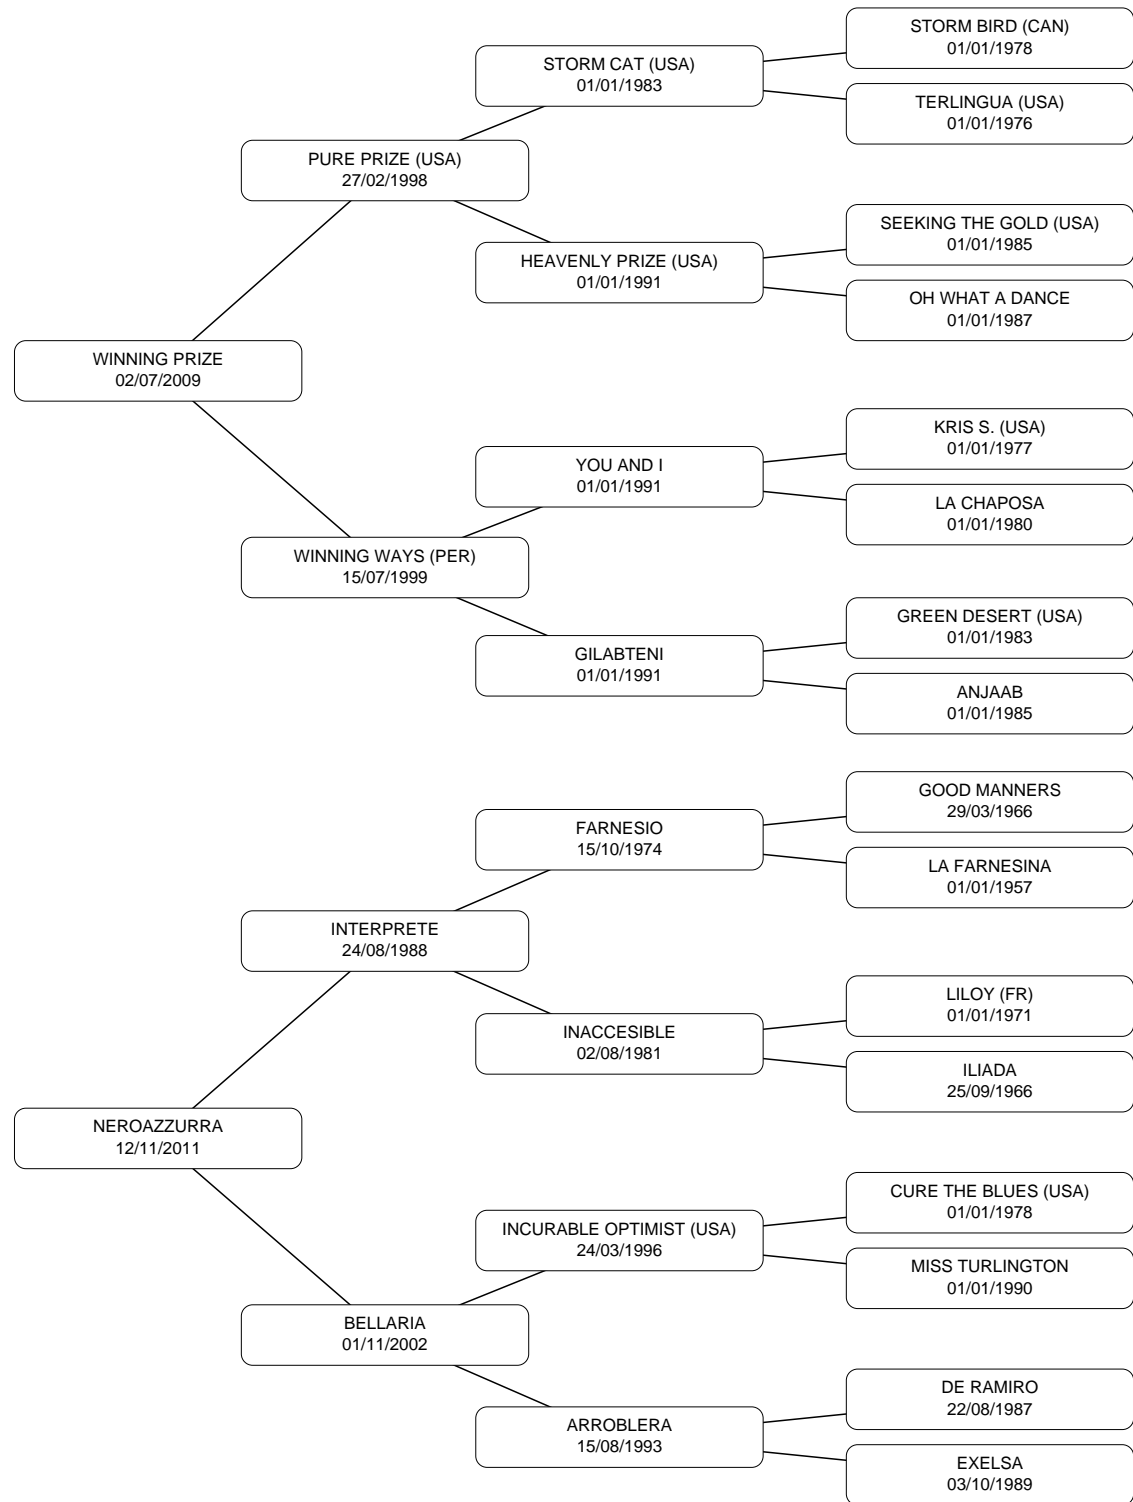 STORM BIRD (CAN)
01/01/1978
STORM CAT (USA)
01/01/1983
TERLINGUA (USA)
01/01/1976
PURE PRIZE (USA)
27/02/1998
SEEKING THE GOLD (USA)
01/01/1985
HEAVENLY PRIZE (USA)
01/01/1991
OH WHAT A DANCE
01/01/1987
WINNING PRIZE
02/07/2009
KRIS S. (USA)
01/01/1977
YOU AND I
01/01/1991
LA CHAPOSA
01/01/1980
WINNING WAYS (PER)
15/07/1999
GREEN DESERT (USA)
01/01/1983
GILABTENI
01/01/1991
ANJAAB
01/01/1985
GOOD MANNERS
29/03/1966
FARNESIO
15/10/1974
LA FARNESINA
01/01/1957
INTERPRETE
24/08/1988
LILOY (FR)
01/01/1971
INACCESIBLE
02/08/1981
ILIADA
25/09/1966
NEROAZZURRA
12/11/2011
CURE THE BLUES (USA)
01/01/1978
INCURABLE OPTIMIST (USA)
24/03/1996
MISS TURLINGTON
01/01/1990
BELLARIA
01/11/2002
DE RAMIRO
22/08/1987
ARROBLERA
15/08/1993
EXELSA
03/10/1989